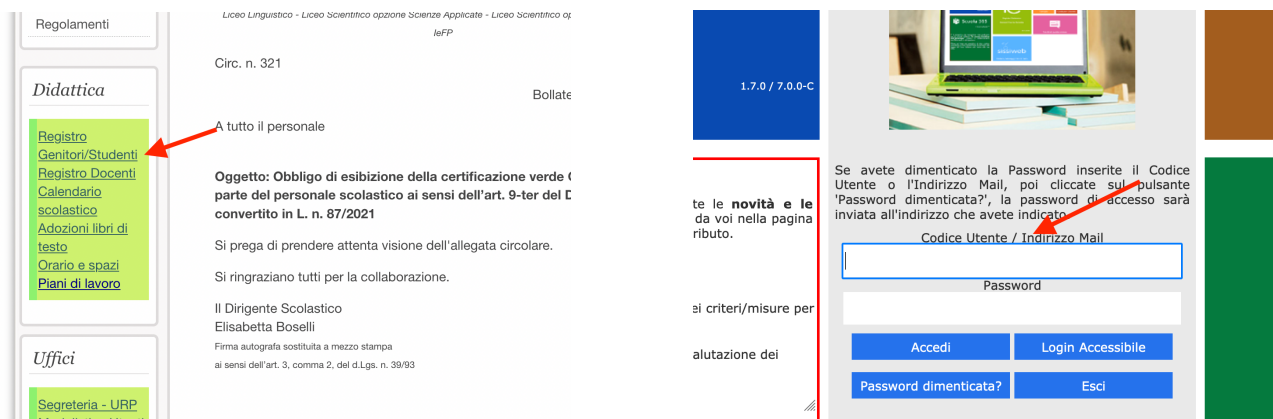 Regolamenti
Didattica
Registro
Genitori/Studenti
Registro Docenti
Calendario
scolastico
Adozioni libri di
testo
Orario e spazi
Piani di lavoro
Uffici
Segreteria - URP
Liceo Linguistico - Liceo Scientifico opzione Scienze Applicate - Liceo Scientifico op
IeFP
Circ. n. 321
Bollate
A tutto il personale
Oggetto: Obbligo di esibizione della certificazione verde
parte del personale scolastico ai sensi dell'art. 9-ter del D
convertito in L. n. 87/2021
Si prega di prendere attenta visione dell'allegata circolare.
Si ringraziano tutti per la collaborazione.
Il Dirigente Scolastico
Elisabetta Boselli
Firma autografa sostituita a mezzo stampa
ai sensi dell'art. 3, comma 2, del d.Lgs. n. 39/93
1.7.0 / 7.0.0-C
te le novità e le
da voi nella pagina
ributo.
ei criteri/misure per
alutazione dei
Se avete dimenticato la Password inserite il Codice
Utente o l'Indirizzo Mail, poi cliccate sul pulsante
'Password dimenticata?', la password di accesso sarà
inviata all'indirizzo che avete indicato
Codice Utente / Indirizzo Mail
Password
Accedi
Login Accessibile
Password dimenticata?
Esci